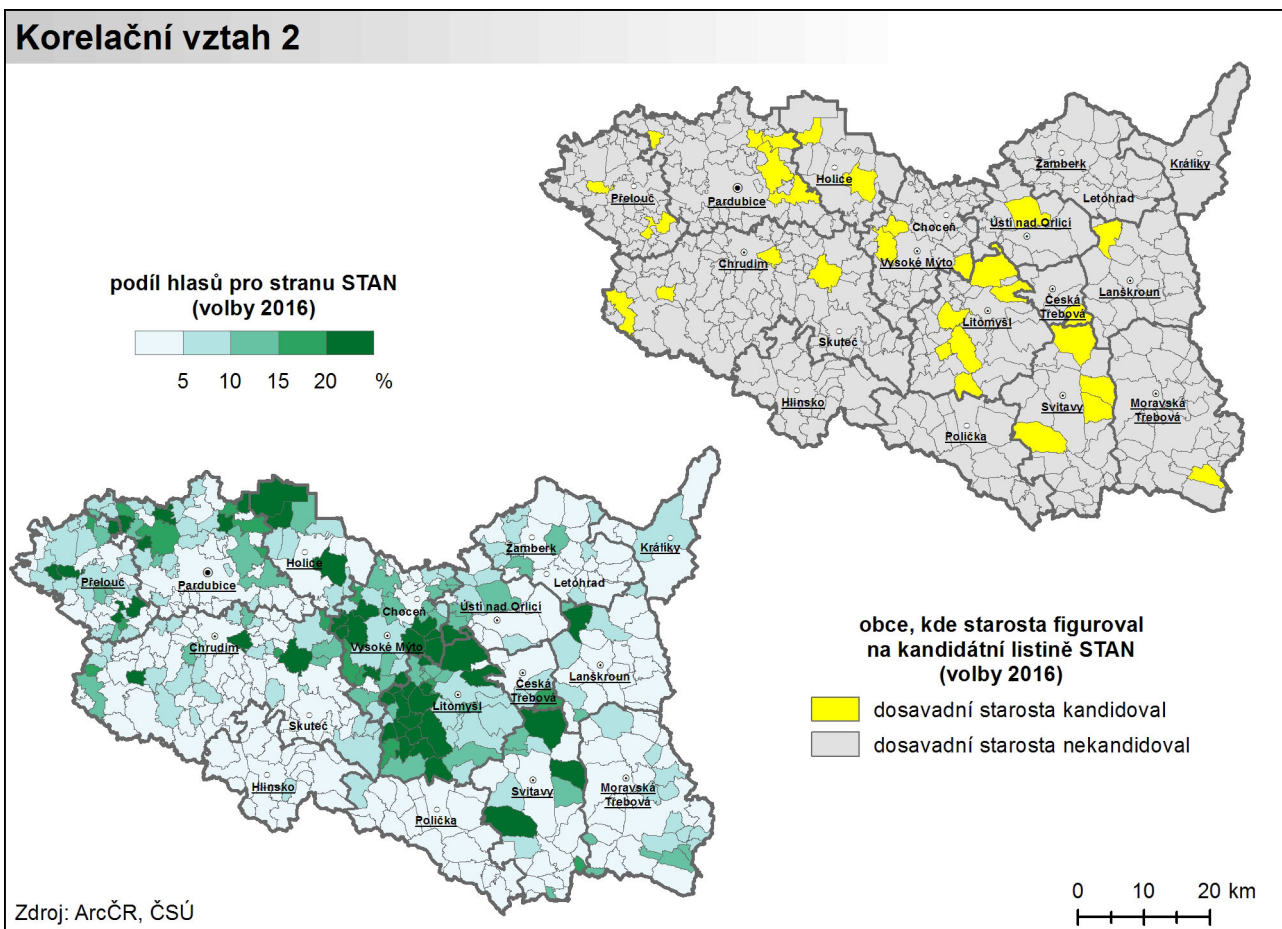 Korelační vztah 2
Žamberk
Králíky
Holice
Letohrad
Přelouč
Pardubice
Choceň
Ústí nad Orlicí
Chrudim
Vysoké Mýto
Lanškroun
Česká
Třebová
Litomyšl
Skuteč
Hlinsko
Svitavy
Moravská
Třebová
Polička
podíl hlasů pro stranu STAN
(volby 2016)
5 10 15 20 %
Žamberk
Králíky
Holice
Přelouč
Pardubice
Letohrad
Choceň
Ústí nad Orlicí
Chrudim
Vysoké Mýto
Lanškroun
Česká
Třebová
Litomyšl
Skuteč
Hlinsko
Svitavy
Moravská
Třebová
Polička
obce, kde starosta figuroval
na kandidátní listině STAN
(volby 2016)
dosavadní starosta kandidoval
dosavadní starosta nekandidoval
Zdroj: ArcČR, ČSÚ
0 10 20 km